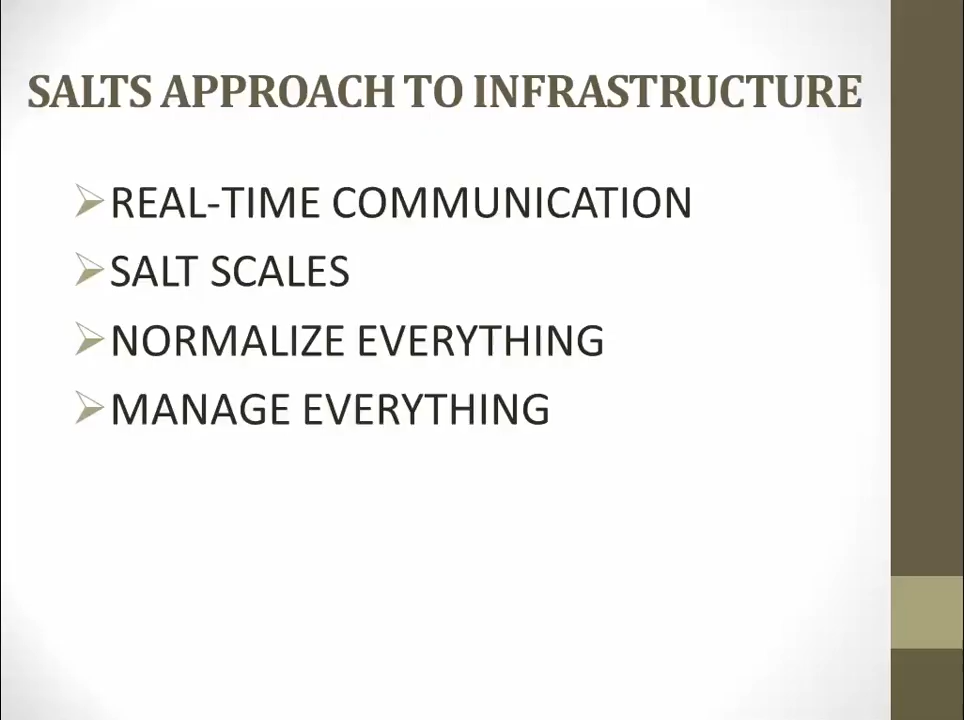 SALTS APPROACH TO INFRASTRUCTURE
REAL-TIME COMMUNICATION
SALT SCALES
NORMALIZE EVERYTHING
MANAGE EVERYTHING